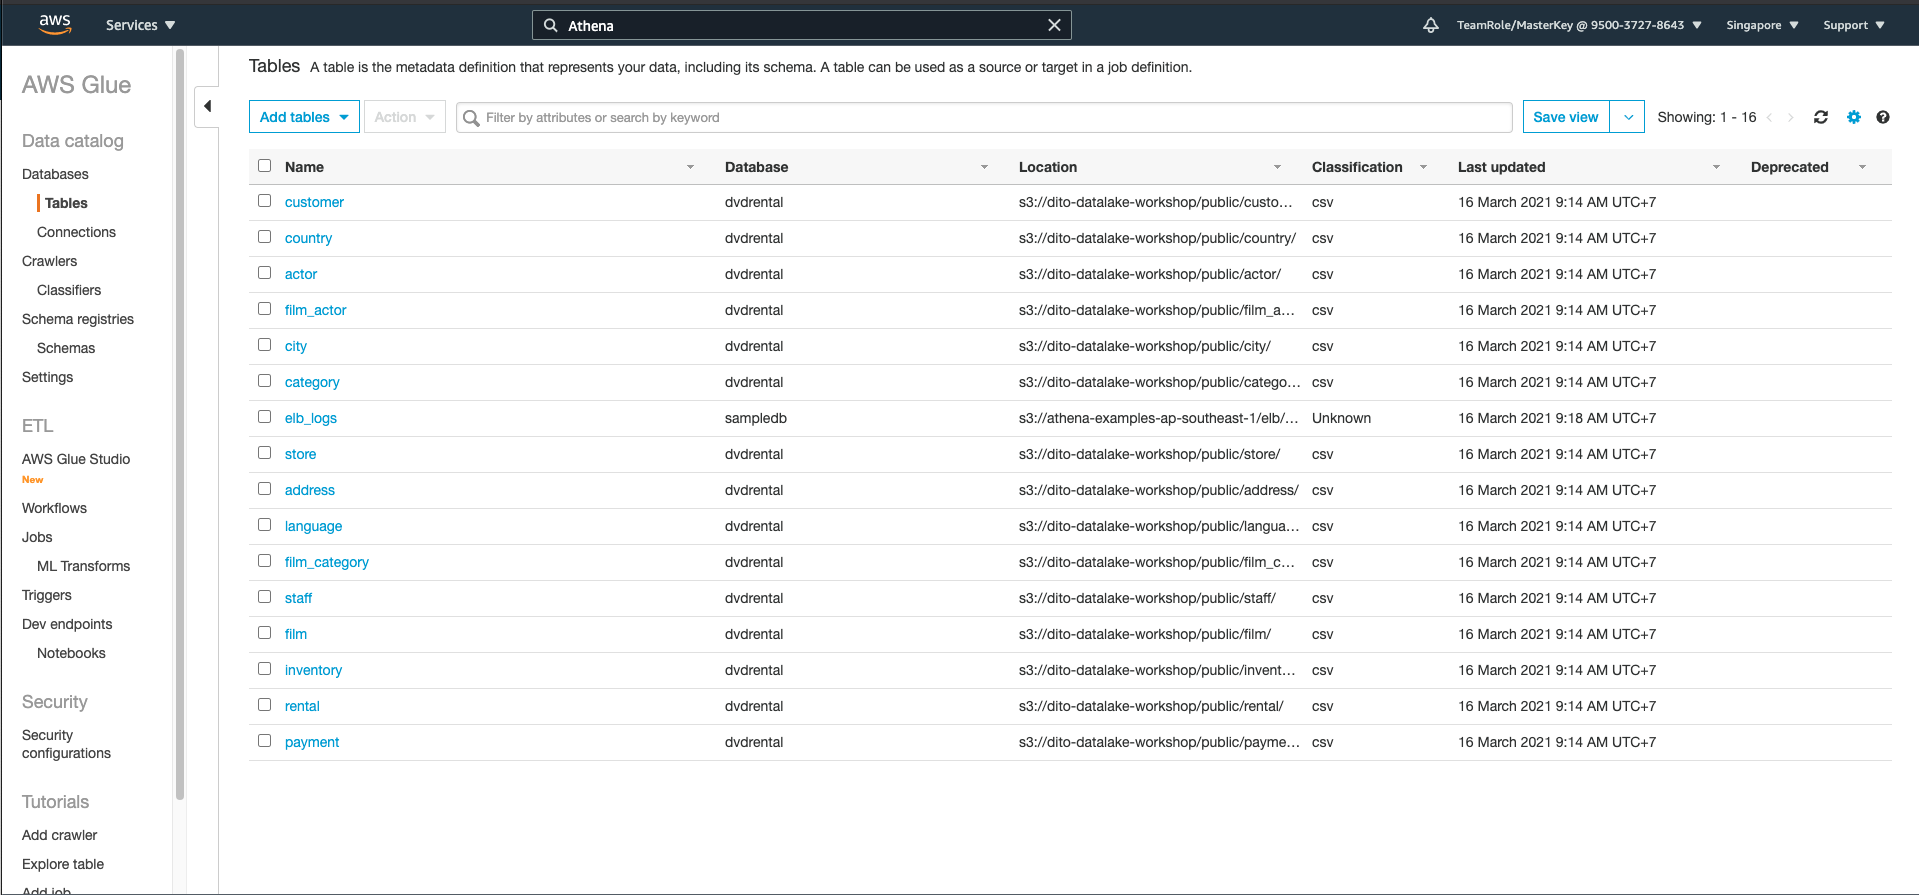 aws Services Athena TeamRole/MasterKey @ 9500-3727-8643 Singapore Support
AWS Glue
Data catalog
Databases
Tables
Connections
Crawlers
Classifiers
Schema registries
Schemas
Settings
ETL
AWS Glue Studio
New
Workflows
Jobs
ML Transforms
Triggers
Dev endpoints
Notebooks
Security
Security
configurations
Tutorials
Add crawler
Explore table
Add job
Tables A table is the metadata definition that represents your data, including its schema. A table can be used as a source or target in a job definition.
Add tables Action Filter by attributes or search by keyword Save view Showing: 1 - 16
Name Database Location Classification Last updated Deprecated
customer dvdrental s3://dito-datalake-workshop/public/custo... csv 16 March 2021 9:14 AM UTC+7
country dvdrental s3://dito-datalake-workshop/public/country/ csv 16 March 2021 9:14 AM UTC+7
actor dvdrental s3://dito-datalake-workshop/public/actor/ csv 16 March 2021 9:14 AM UTC+7
film_actor dvdrental s3://dito-datalake-workshop/public/film_a... csv 16 March 2021 9:14 AM UTC+7
city dvdrental s3://dito-datalake-workshop/public/city/ csv 16 March 2021 9:14 AM UTC+7
category dvdrental s3://dito-datalake-workshop/public/catego... csv 16 March 2021 9:14 AM UTC+7
elb_logs sampledb s3://athena-examples-ap-southeast-1/elb/... Unknown 16 March 2021 9:18 AM UTC+7
store dvdrental s3://dito-datalake-workshop/public/store/ csv 16 March 2021 9:14 AM UTC+7
address dvdrental s3://dito-datalake-workshop/public/address/ csv 16 March 2021 9:14 AM UTC+7
language dvdrental s3://dito-datalake-workshop/public/langua... csv 16 March 2021 9:14 AM UTC+7
film_category dvdrental s3://dito-datalake-workshop/public/film_c... csv 16 March 2021 9:14 AM UTC+7
staff dvdrental s3://dito-datalake-workshop/public/staff/ csv 16 March 2021 9:14 AM UTC+7
film dvdrental s3://dito-datalake-workshop/public/film/ csv 16 March 2021 9:14 AM UTC+7
inventory dvdrental s3://dito-datalake-workshop/public/invent... csv 16 March 2021 9:14 AM UTC+7
rental dvdrental s3://dito-datalake-workshop/public/rental/ csv 16 March 2021 9:14 AM UTC+7
payment dvdrental s3://dito-datalake-workshop/public/payme... csv 16 March 2021 9:14 AM UTC+7